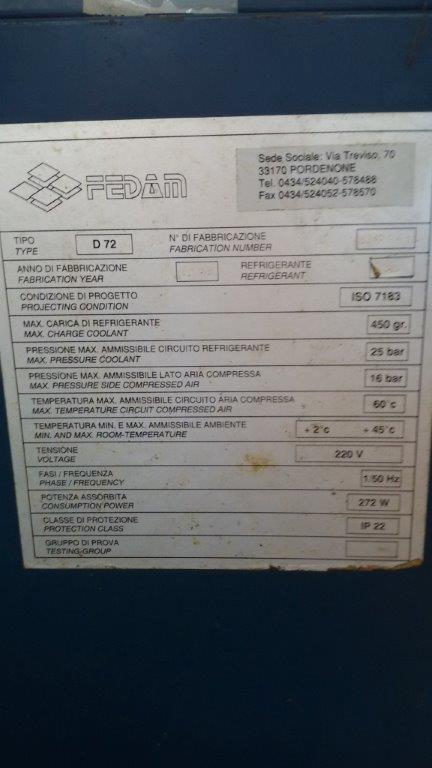 FEDAM
Sede Sociale: Via Treviso, 70
33170 PORDENONE
Tel. 0434/524040-578488
Fax 0434/524052-578570
TIPO
TYPE
D 72
N° DI FABBRICAZIONE
FABRICATION NUMBER
ANNO DI FABBRICAZIONE
FABRICATION YEAR
REFRIGERANTE
REFRIGERANT
CONDIZIONE DI PROGETTO
PROJECTING CONDITION
ISO 7183
MAX. CARICA DI REFRIGERANTE
MAX. CHARGE COOLANT
450 gr.
PRESSIONE MAX. AMMISSIBILE CIRCUITO REFRIGERANTE
MAX. PRESSURE COOLANT
25 bar
PRESSIONE MAX. AMMISSIBILE LATO ARIA COMPRESSA
MAX. PRESSURE SIDE COMPRESSED AIR
16 bar
TEMPERATURA MAX. AMMISSIBILE CIRCUITO ARIA COMPRESSA
MAX. TEMPERATURE CIRCUIT COMPRESSED AIR
60°c
TEMPERATURA MIN. E MAX. AMMISSIBILE AMBIENTE
MIN. AND MAX. ROOM-TEMPERATURE
+ 2°c + 45°c
TENSIONE
VOLTAGE
220 V
FASI / FREQUENZA
PHASE / FREQUENCY
1/50 Hz
POTENZA ASSORBITA
CONSUMPTION POWER
272 W
CLASSE DI PROTEZIONE
PROTECTION CLASS
IP 22
GRUPPO DI PROVA
TESTING-GROUP